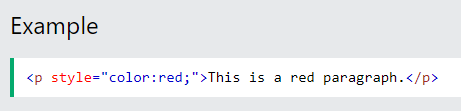 Example
<p style="color:red;">This is a red paragraph.</p>